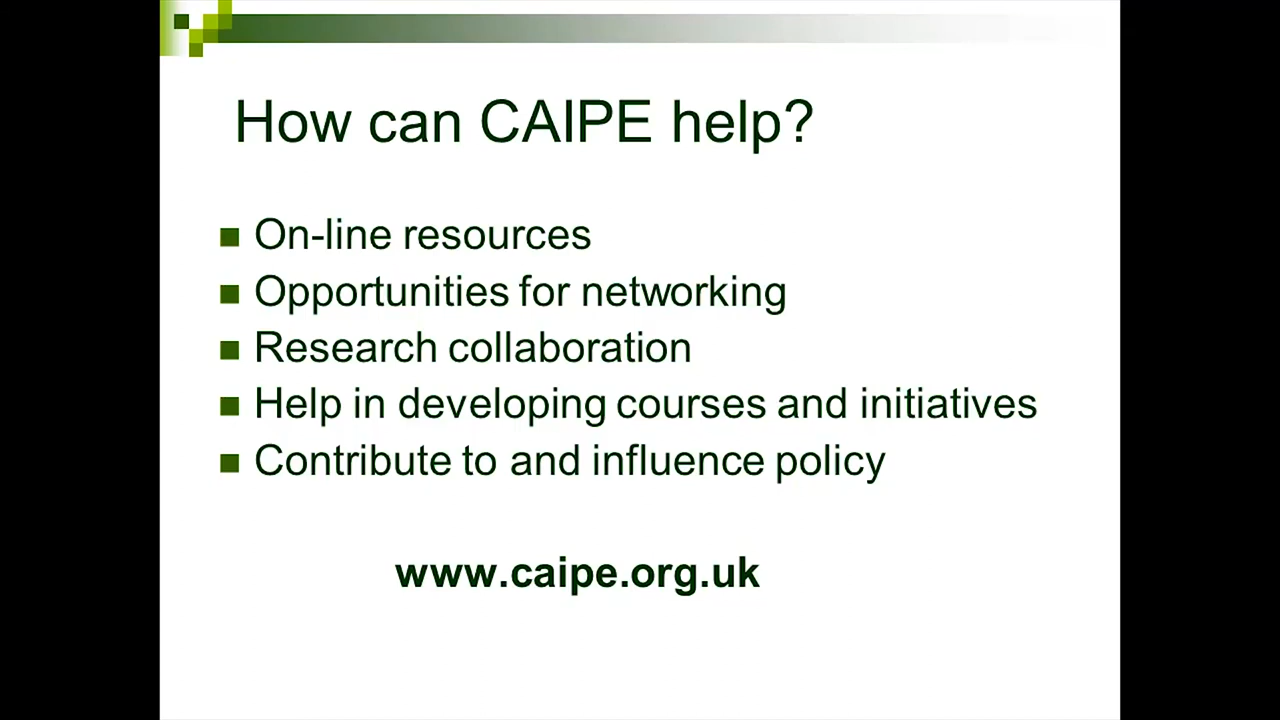 How can CAIPE help?
On-line resources
Opportunities for networking
Research collaboration
Help in developing courses and initiatives
Contribute to and influence policy
www.caipe.org.uk